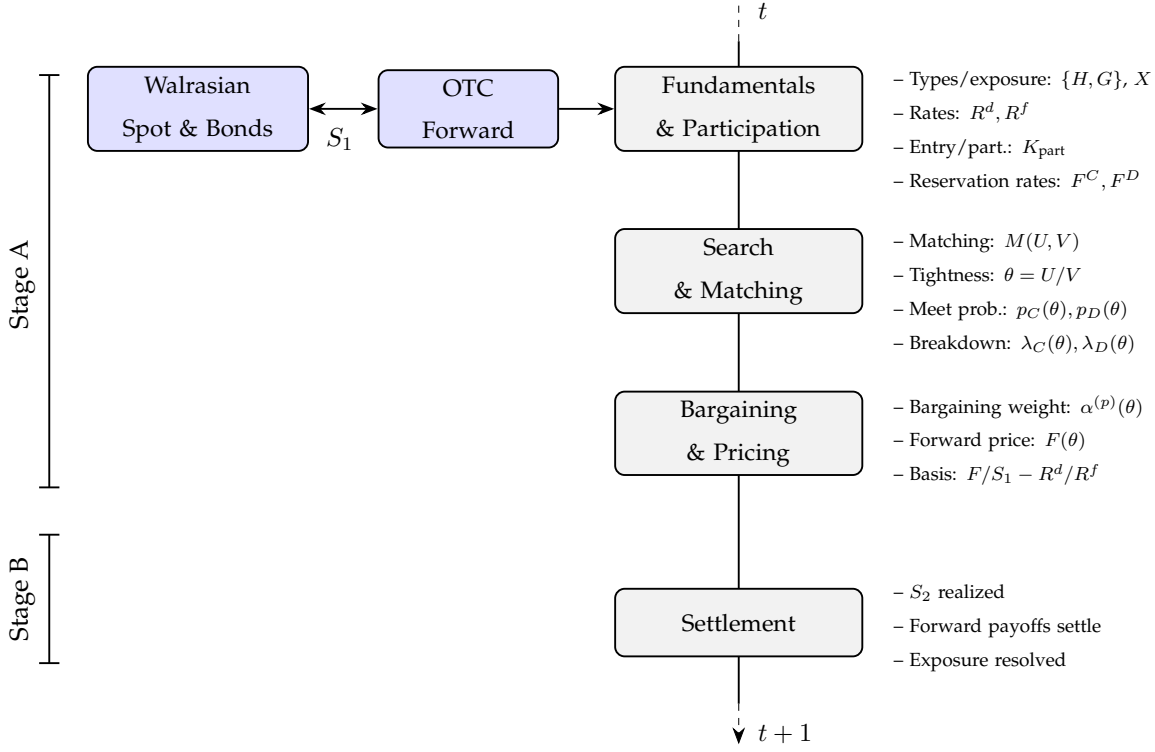 t
Walrasian
Spot & Bonds
S₁
OTC
Forward
Fundamentals
& Participation
– Types/exposure: {H, G}, X
– Rates: R^d, R^f
– Entry/part.: K_part
– Reservation rates: F^C, F^D
Stage A
Search
& Matching
– Matching: M(U, V)
– Tightness: θ = U/V
– Meet prob.: p_C(θ), p_D(θ)
– Breakdown: λ_C(θ), λ_D(θ)
Bargaining
& Pricing
– Bargaining weight: α^(p)(θ)
– Forward price: F(θ)
– Basis: F/S₁ − R^d/R^f
Stage B
Settlement
– S₂ realized
– Forward payoffs settle
– Exposure resolved
t + 1